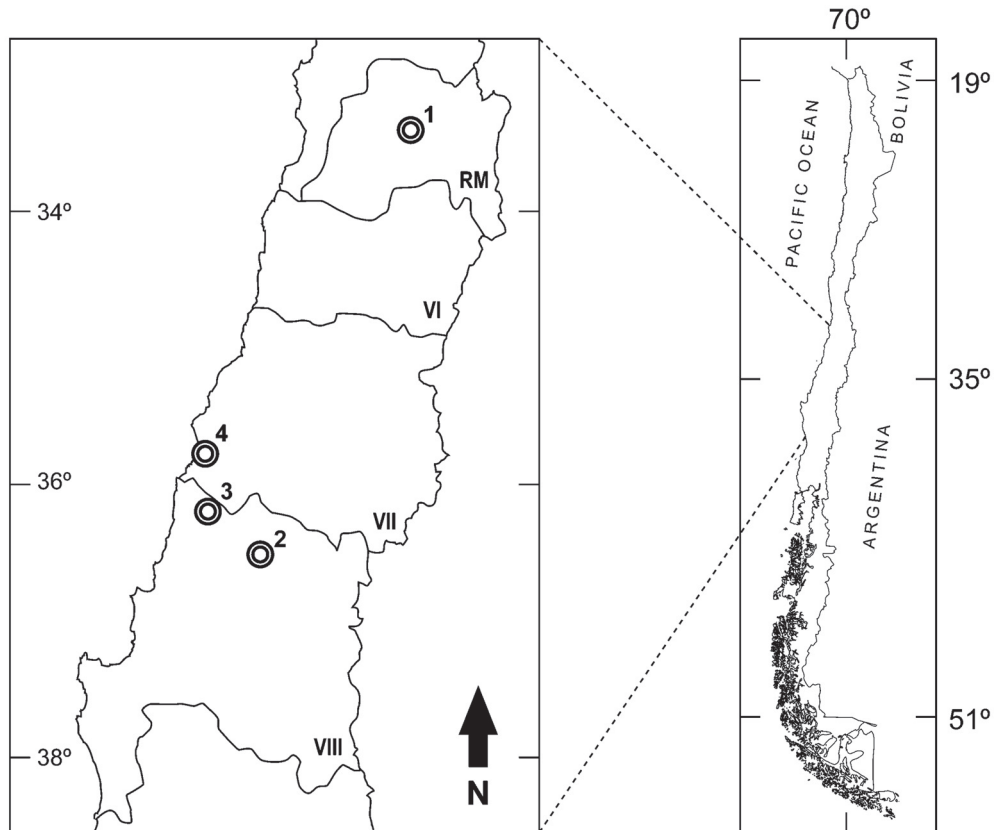 70º
19º
BOLIVIA
PACIFIC OCEAN
1
RM
34º
VI
35º
4
ARGENTINA
36º
3
VII
2
51º
VIII
38º
N